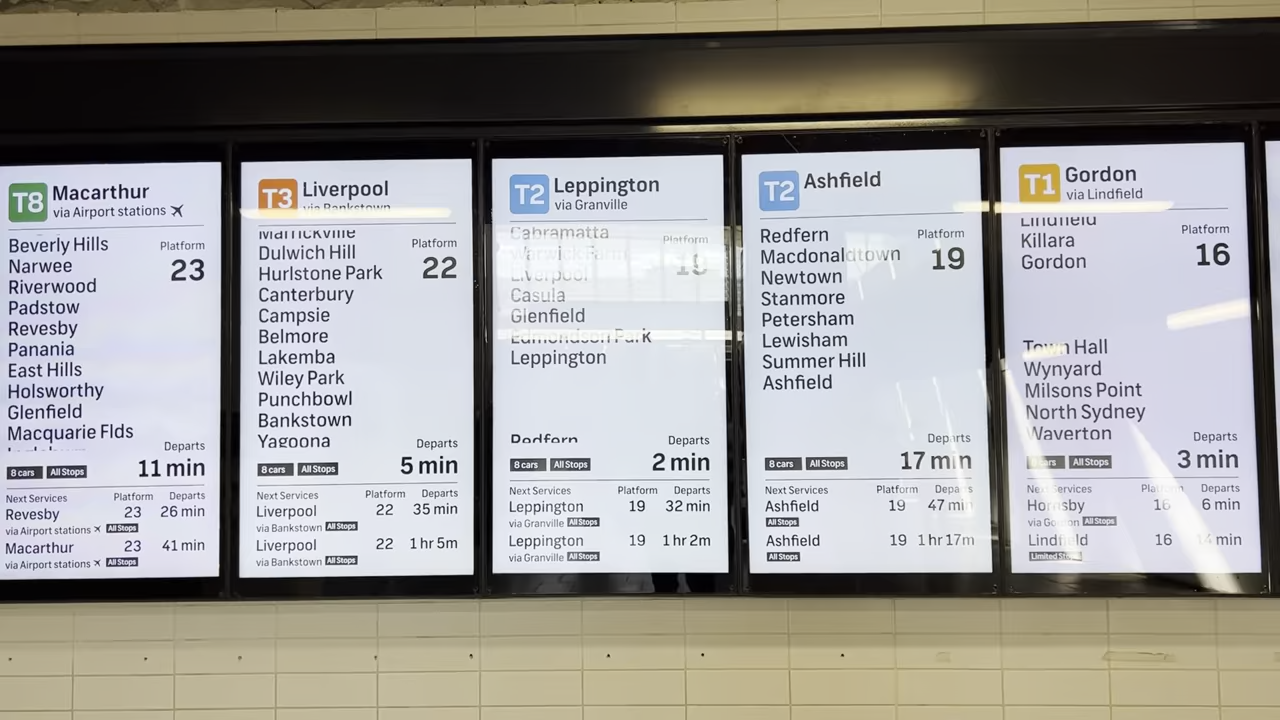 T8 Macarthur
via Airport stations
Beverly Hills
Narwee
Riverwood
Padstow
Revesby
Panania
East Hills
Holsworthy
Glenfield
Macquarie Flds
Platform
23
Departs
8 cars All Stops 11 min
Next Services Platform Departs
Revesby 23 26 min
via Airport stations All Stops
Macarthur 23 41 min
via Airport stations All Stops
T3 Liverpool
via Bankstown
Marrickville
Dulwich Hill
Hurlstone Park
Canterbury
Campsie
Belmore
Lakemba
Wiley Park
Punchbowl
Bankstown
Yagoona
Platform
22
Departs
8 cars All Stops 5 min
Next Services Platform Departs
Liverpool 22 35 min
via Bankstown All Stops
Liverpool 22 1 hr 5m
via Bankstown All Stops
T2 Leppington
via Granville
Cabramatta
Warwick Farm
Liverpool
Casula
Glenfield
Edmondson Park
Leppington
Redfern
Platform
19
Departs
8 cars All Stops 2 min
Next Services Platform Departs
Leppington 19 32 min
via Granville All Stops
Leppington 19 1 hr 2m
via Granville All Stops
T2 Ashfield
Redfern
Macdonaldtown
Newtown
Stanmore
Petersham
Lewisham
Summer Hill
Ashfield
Platform
19
Departs
8 cars All Stops 17 min
Next Services Platform Departs
Ashfield 19 47 min
All Stops
Ashfield 19 1 hr 17m
All Stops
T1 Gordon
via Lindfield
Lindfield
Killara
Gordon
Town Hall
Wynyard
Milsons Point
North Sydney
Waverton
Platform
16
Departs
8 cars All Stops 3 min
Next Services Platform Departs
Hornsby 16 6 min
via Gordon All Stops
Lindfield 16 14 min
Limited Stops